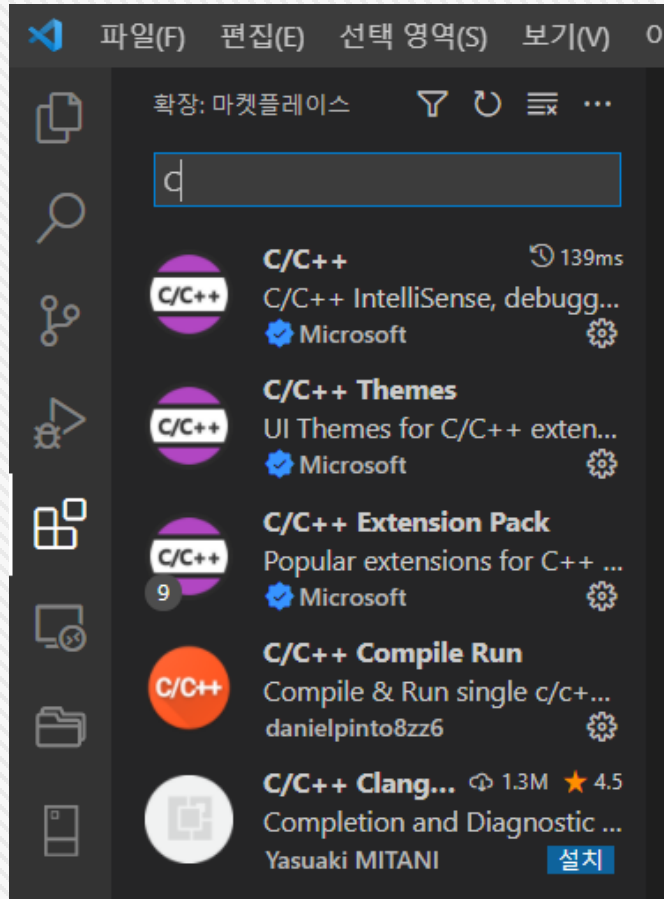 파일(F) 편집(E) 선택 영역(S) 보기(V)
확장: 마켓플레이스
C
C/C++ 139ms
C/C++
C/C++ IntelliSense, debugg...
Microsoft
C/C++ Themes
C/C++
UI Themes for C/C++ exten...
Microsoft
C/C++ Extension Pack
C/C++
Popular extensions for C++ ...
9
Microsoft
C/C++ Compile Run
C/C++
Compile & Run single c/c+...
danielpinto8zz6
C/C++ Clang... 1.3M ★ 4.5
Completion and Diagnostic ...
Yasuaki MITANI 설치